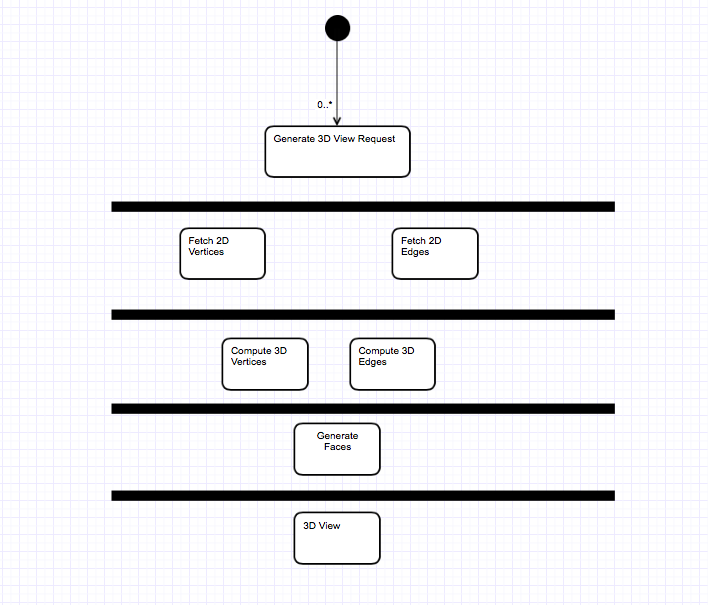 0..*
Generate 3D View Request
Fetch 2D
Vertices
Fetch 2D
Edges
Compute 3D
Vertices
Compute 3D
Edges
Generate
Faces
3D View